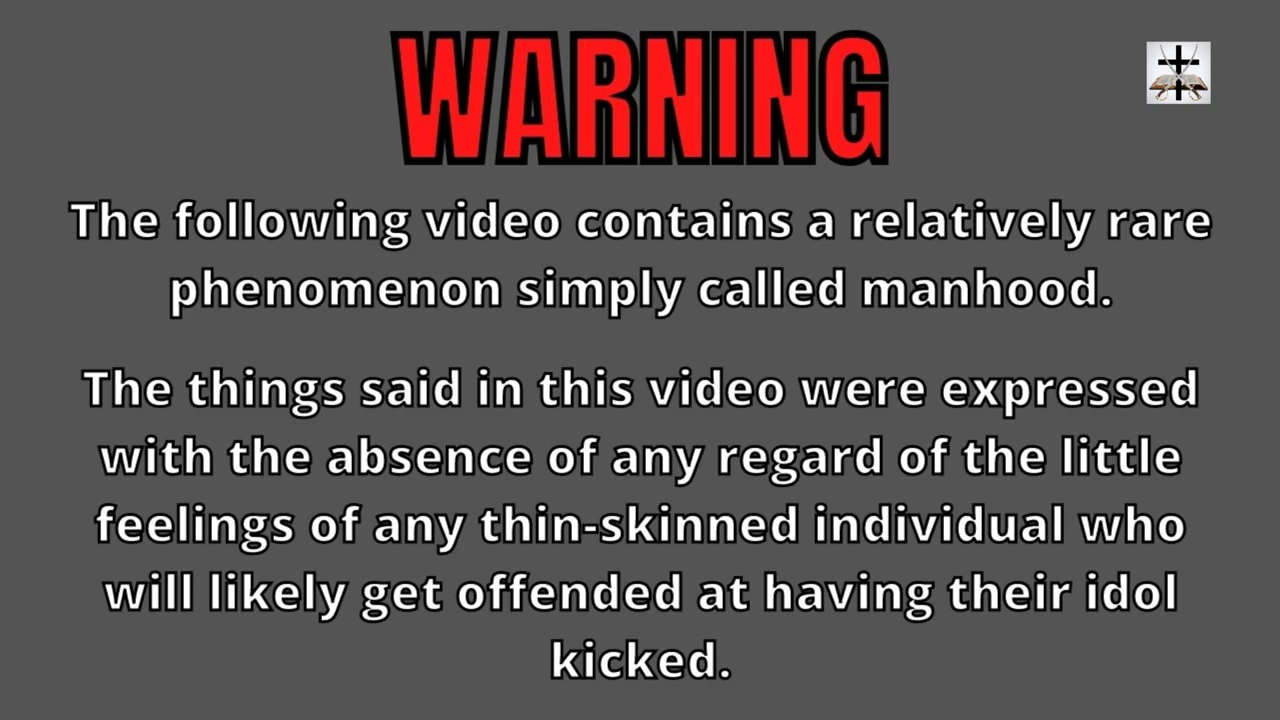 WARNING
The following video contains a relatively rare
phenomenon simply called manhood.
The things said in this video were expressed
with the absence of any regard of the little
feelings of any thin-skinned individual who
will likely get offended at having their idol
kicked.